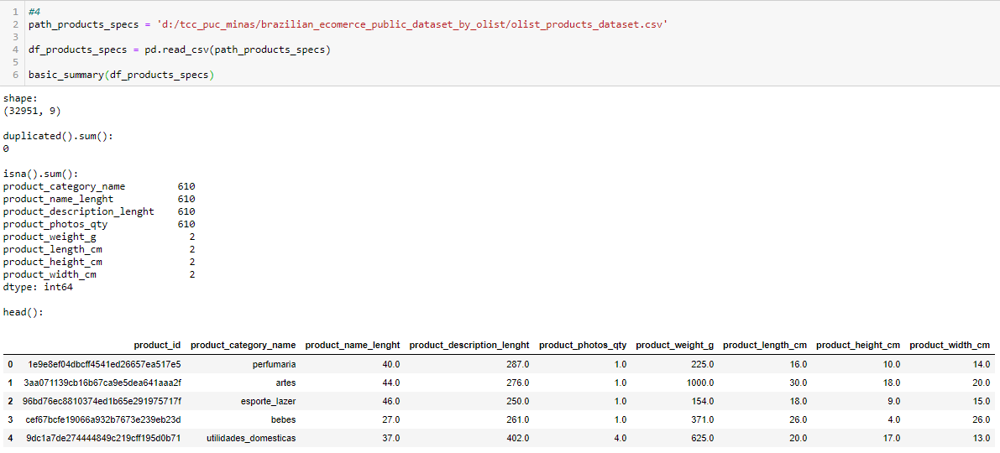 1 #4
2 path_products_specs = 'd:/tcc_puc_minas/brazilian_ecomerce_public_dataset_by_olist/olist_products_dataset.csv'
3
4 df_products_specs = pd.read_csv(path_products_specs)
5
6 basic_summary(df_products_specs)
shape:
(32951, 9)
duplicated().sum():
0
isna().sum():
product_category_name 610
product_name_lenght 610
product_description_lenght 610
product_photos_qty 610
product_weight_g 2
product_length_cm 2
product_height_cm 2
product_width_cm 2
dtype: int64
head():
product_id product_category_name product_name_lenght product_description_lenght product_photos_qty product_weight_g product_length_cm product_height_cm product_width_cm
0 1e9e8ef04dbcff4541ed26657ea517e5 perfumaria 40.0 287.0 1.0 225.0 16.0 10.0 14.0
1 3aa071139cb16b67ca9e5dea641aaa2f artes 44.0 276.0 1.0 1000.0 30.0 18.0 20.0
2 96bd76ec8810374ed1b65e291975717f esporte_lazer 46.0 250.0 1.0 154.0 18.0 9.0 15.0
3 cef67bcfe19066a932b7673e239eb23d bebes 27.0 261.0 1.0 371.0 26.0 4.0 26.0
4 9dc1a7de274444849c219cff195d0b71 utilidades_domesticas 37.0 402.0 4.0 625.0 20.0 17.0 13.0